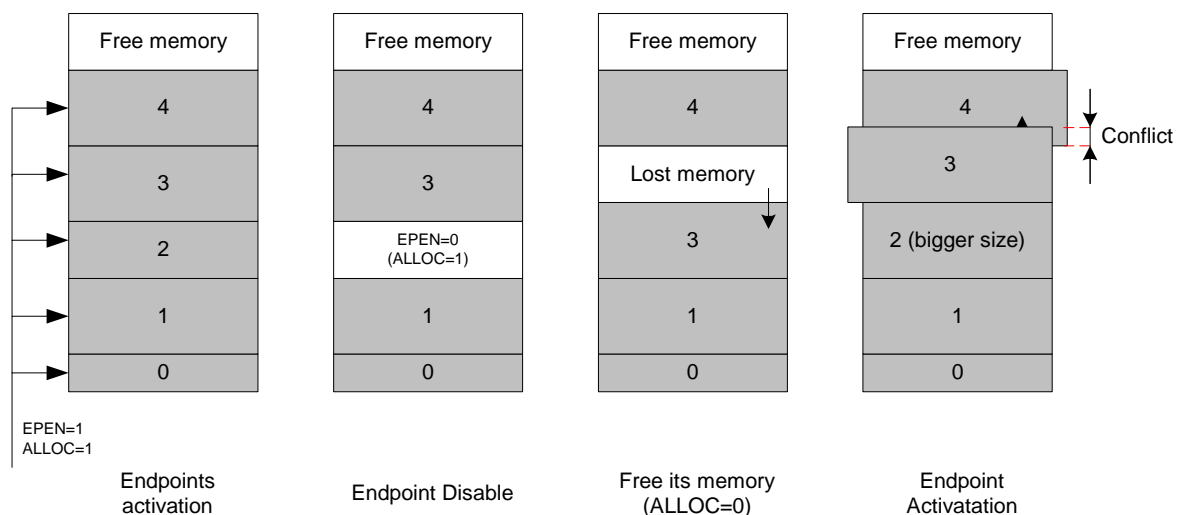 Free memory
4
3
2
1
0
EPEN=1
ALLOC=1
Endpoints
activation
Free memory
4
3
EPEN=0
(ALLOC=1)
1
0
Endpoint Disable
Free memory
4
Lost memory
3
1
0
Free its memory
(ALLOC=0)
Free memory
4
3
2 (bigger size)
1
0
Conflict
Endpoint
Activatation